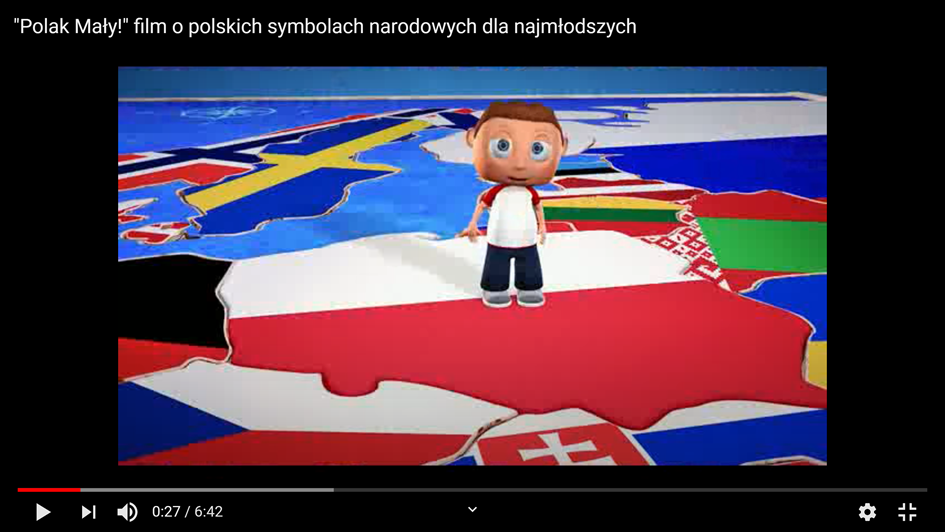 "Polak Mały!" film o polskich symbolach narodowych dla najmłodszych
0:27 / 6:42